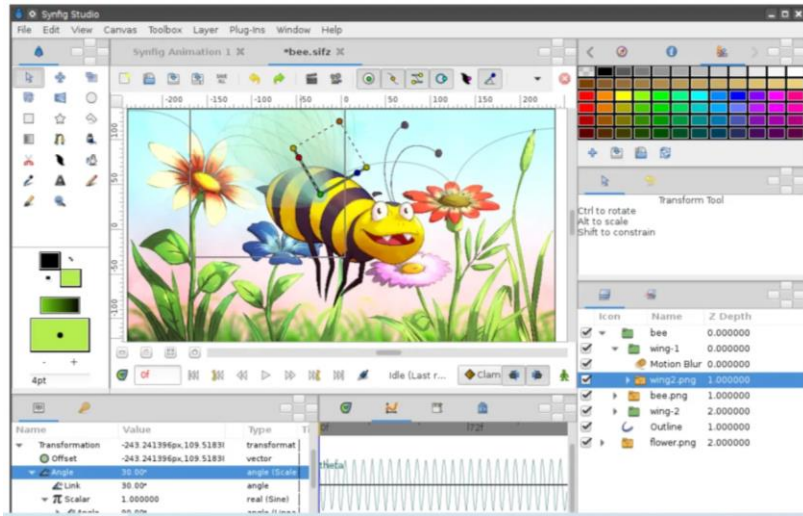 Synfig Studio
File Edit View Canvas Toolbox Layer Plug-Ins Window Help
Synfig Animation 1
*bee.sifz
-200 -150 -100 -50 0 50 100 150 200
100
50
0
-50
-100
Transform Tool
Ctrl to rotate
Alt to scale
Shift to constrain
Icon Name Z Depth
bee 0.000000
wing-1 0.000000
Motion Blur 0.000000
wing2.png 1.000000
bee.png 1.000000
wing-2 2.000000
Outline 1.000000
flower.png 2.000000
- +
4pt
0f
Idle (Last r...
Clam
Name Value Type
Transformation -243.241396px,109.5183( transformat
Offset -243.241396px,109.5183( vector
Angle 30.00° angle (Scale
Link 30.00° angle
Scalar 1.000000 real (Sine)
0f
72f
theta